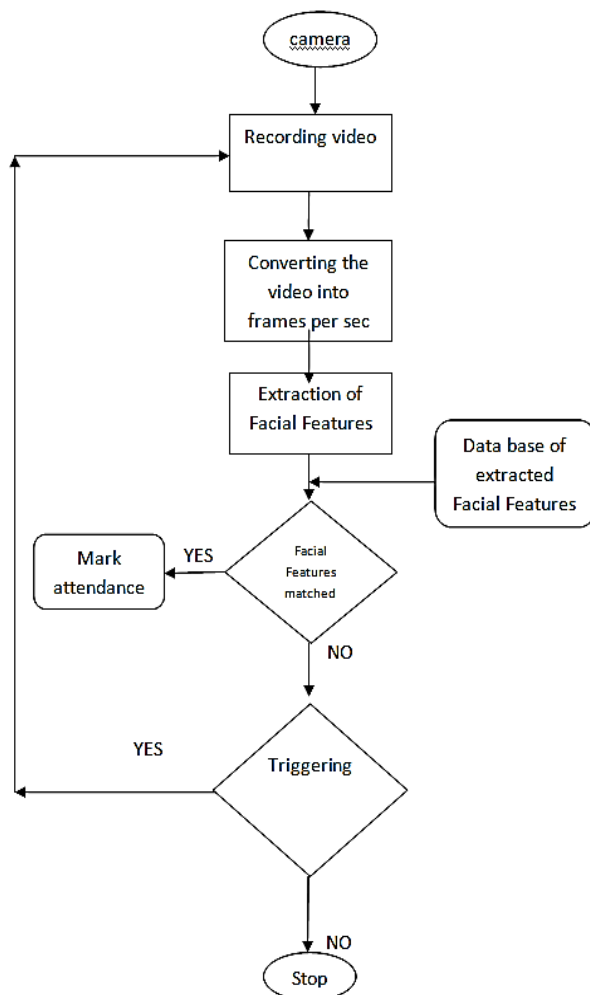 camera
Recording video
Converting the
video into
frames per sec
Extraction of
Facial Features
Data base of
extracted
Facial Features
Facial
Features
matched
YES
Mark
attendance
NO
Triggering
YES
NO
Stop